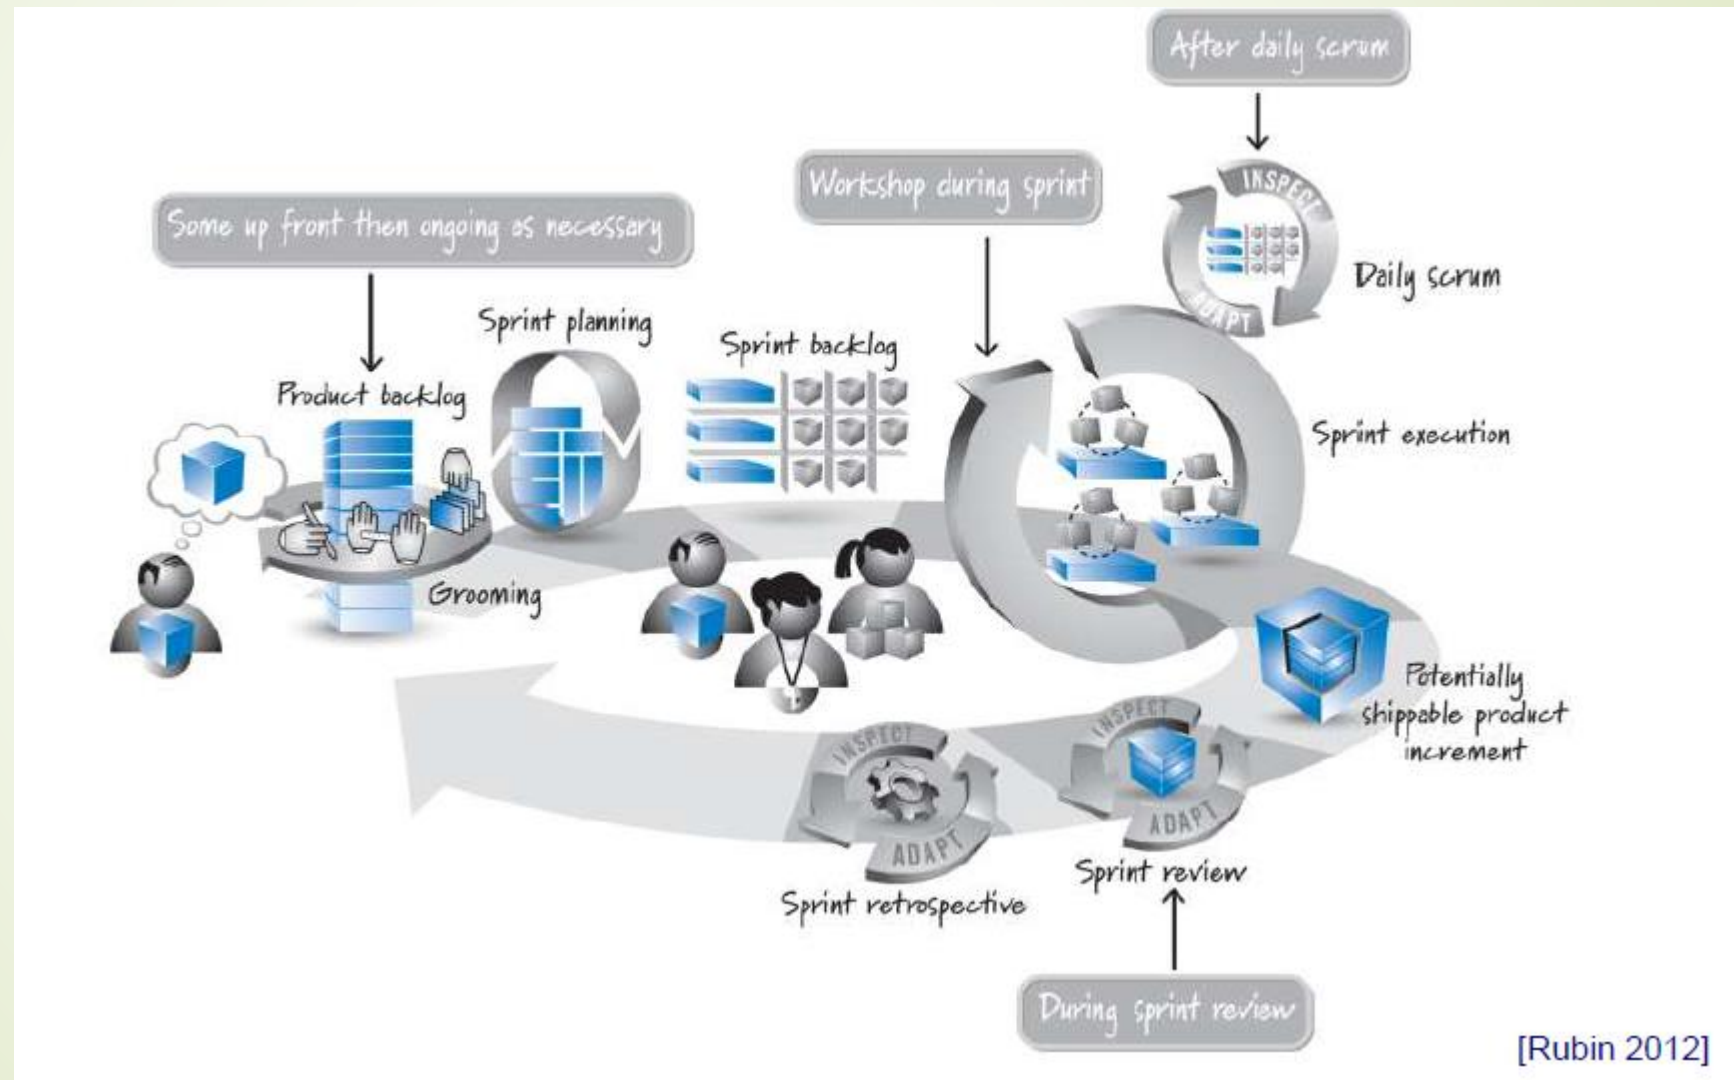 After daily scrum
Workshop during sprint
Some up front then ongoing as necessary
INSPECT
ADAPT
Daily scrum
Sprint planning
Sprint backlog
Product backlog
Sprint execution
Grooming
Potentially
shippable product
increment
INSPECT
ADAPT
Sprint review
INSPECT
ADAPT
Sprint retrospective
During sprint review
[Rubin 2012]